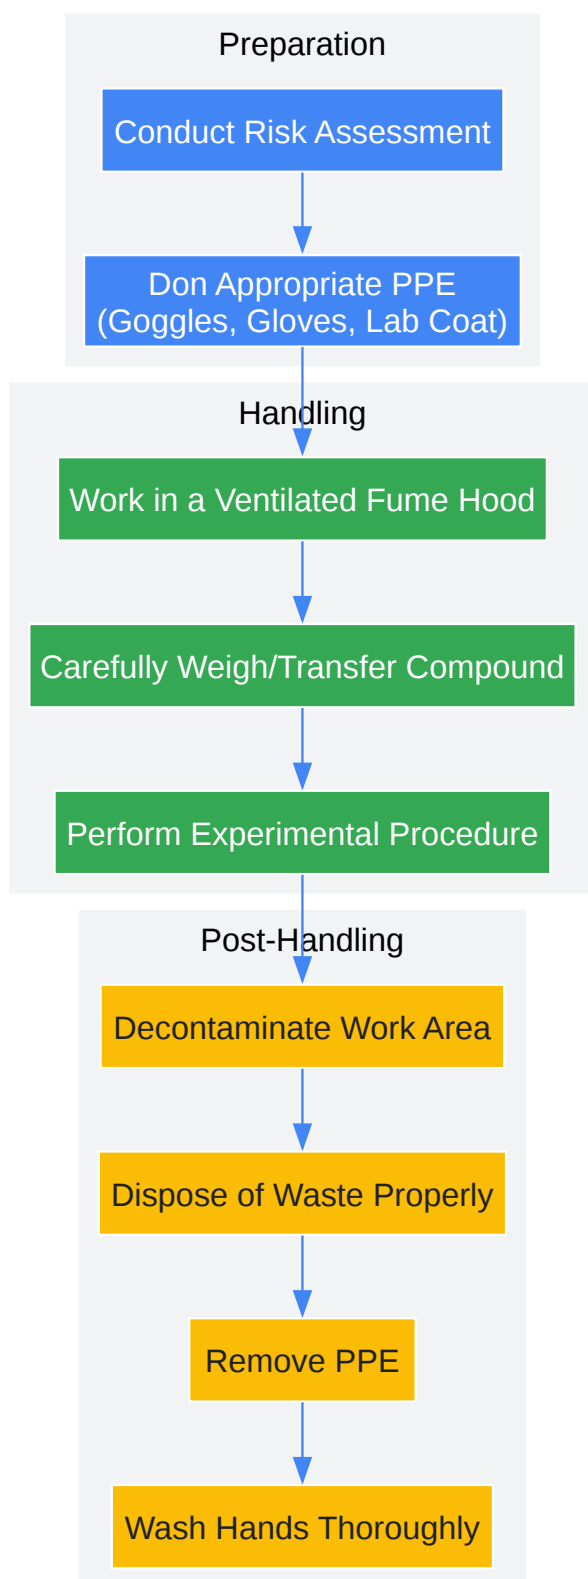 Preparation
Conduct Risk Assessment
Don Appropriate PPE
(Goggles, Gloves, Lab Coat)
Handling
Work in a Ventilated Fume Hood
Carefully Weigh/Transfer Compound
Perform Experimental Procedure
Post-Handling
Decontaminate Work Area
Dispose of Waste Properly
Remove PPE
Wash Hands Thoroughly